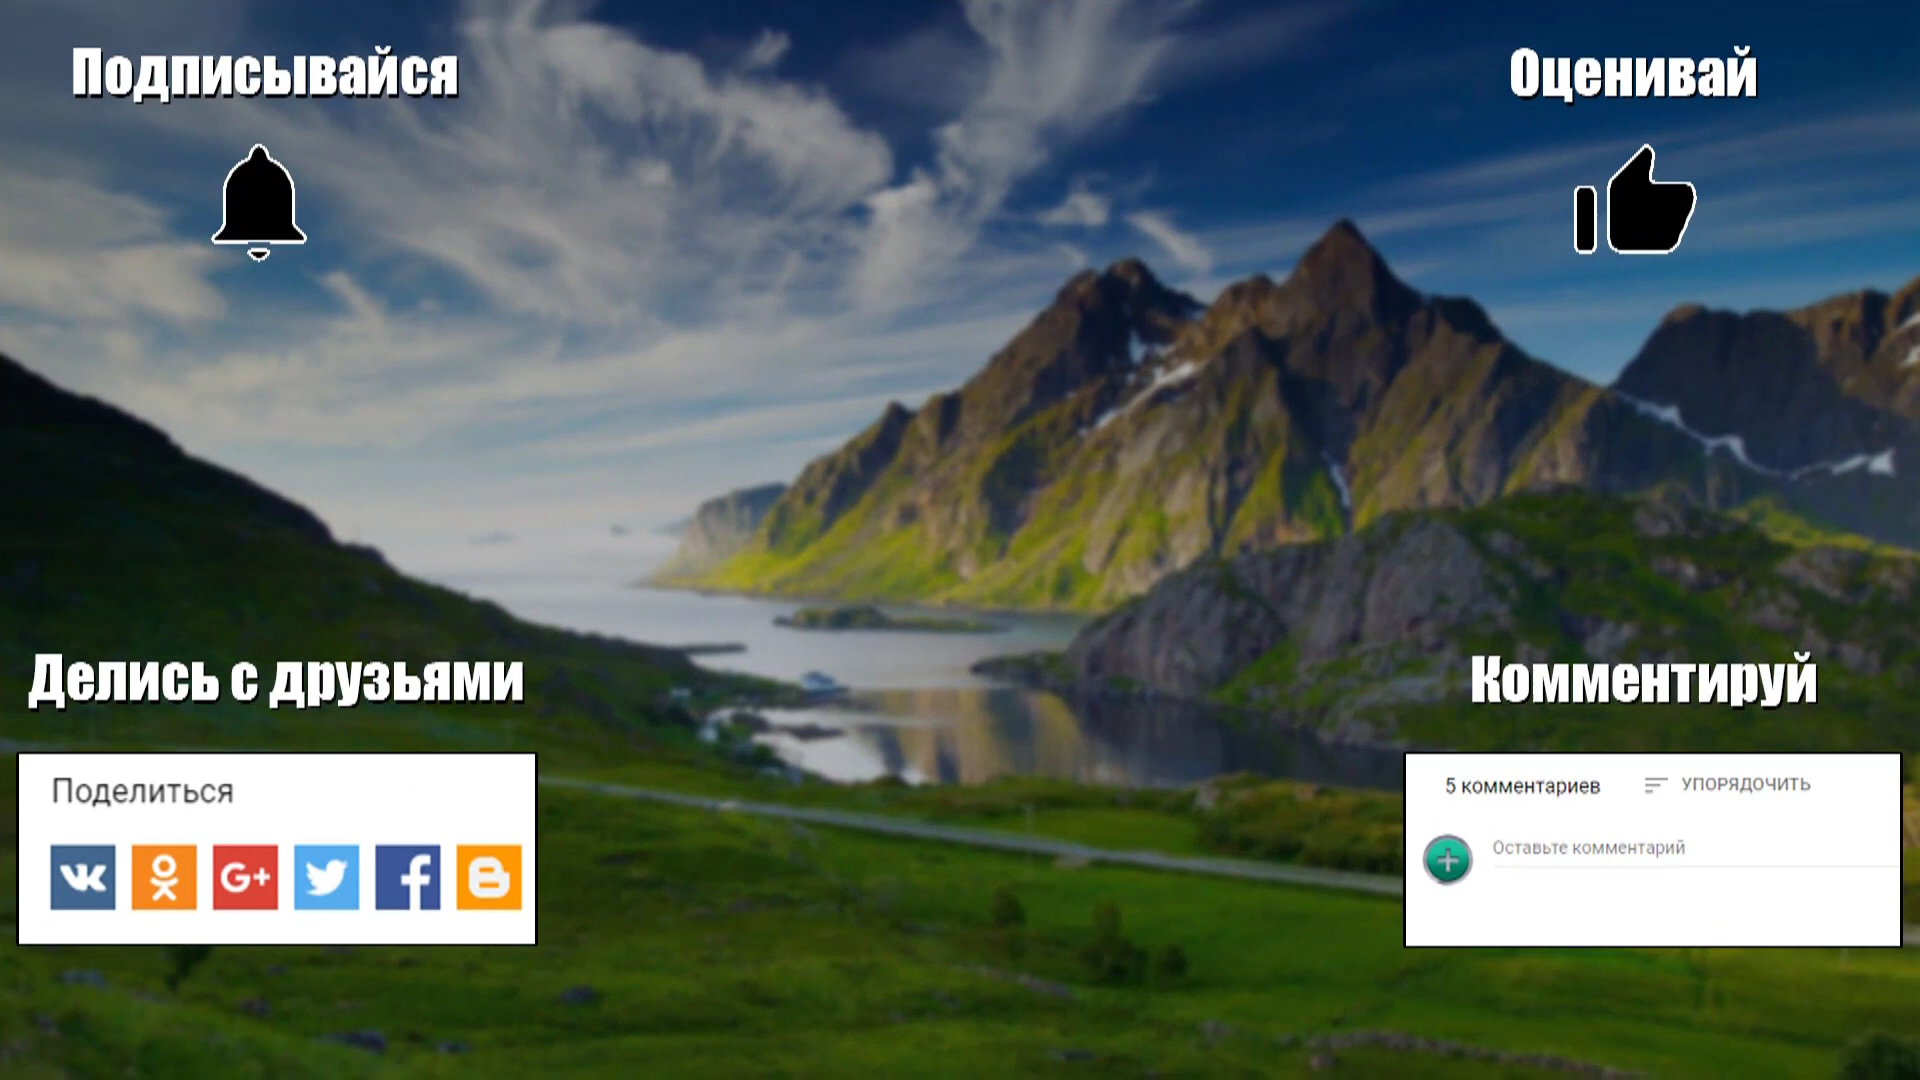 Подписывайся
Оценивай
Делись с друзьями
Комментируй
Поделиться
5 комментариев
УПОРЯДОЧИТЬ
Оставьте комментарий
G+